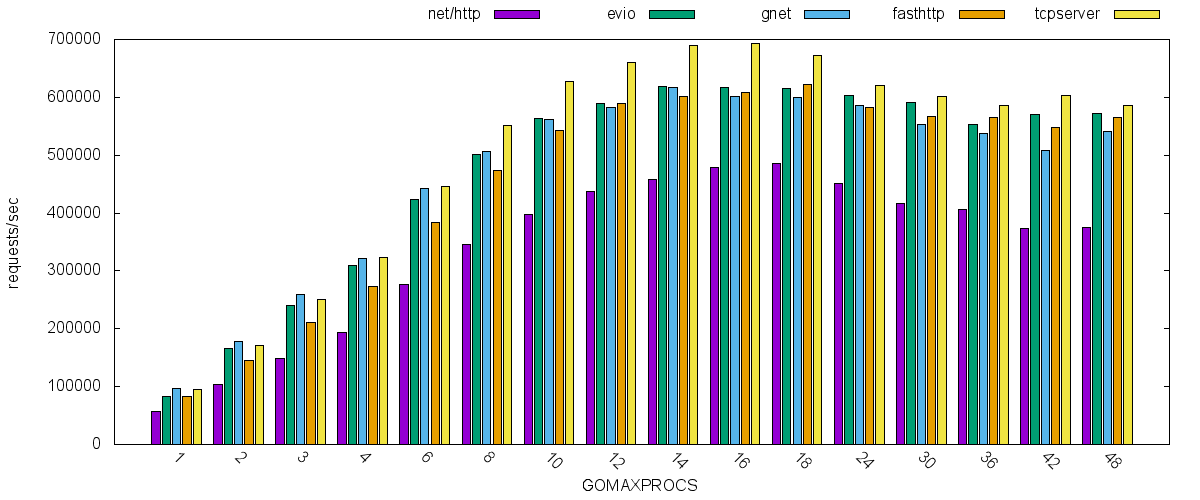 net/http evio gnet fasthttp tcpserver
700000
600000
500000
400000
300000
200000
100000
0
requests/sec
1 2 3 4 6 8 10 12 14 16 18 24 30 36 42 48
GOMAXPROCS